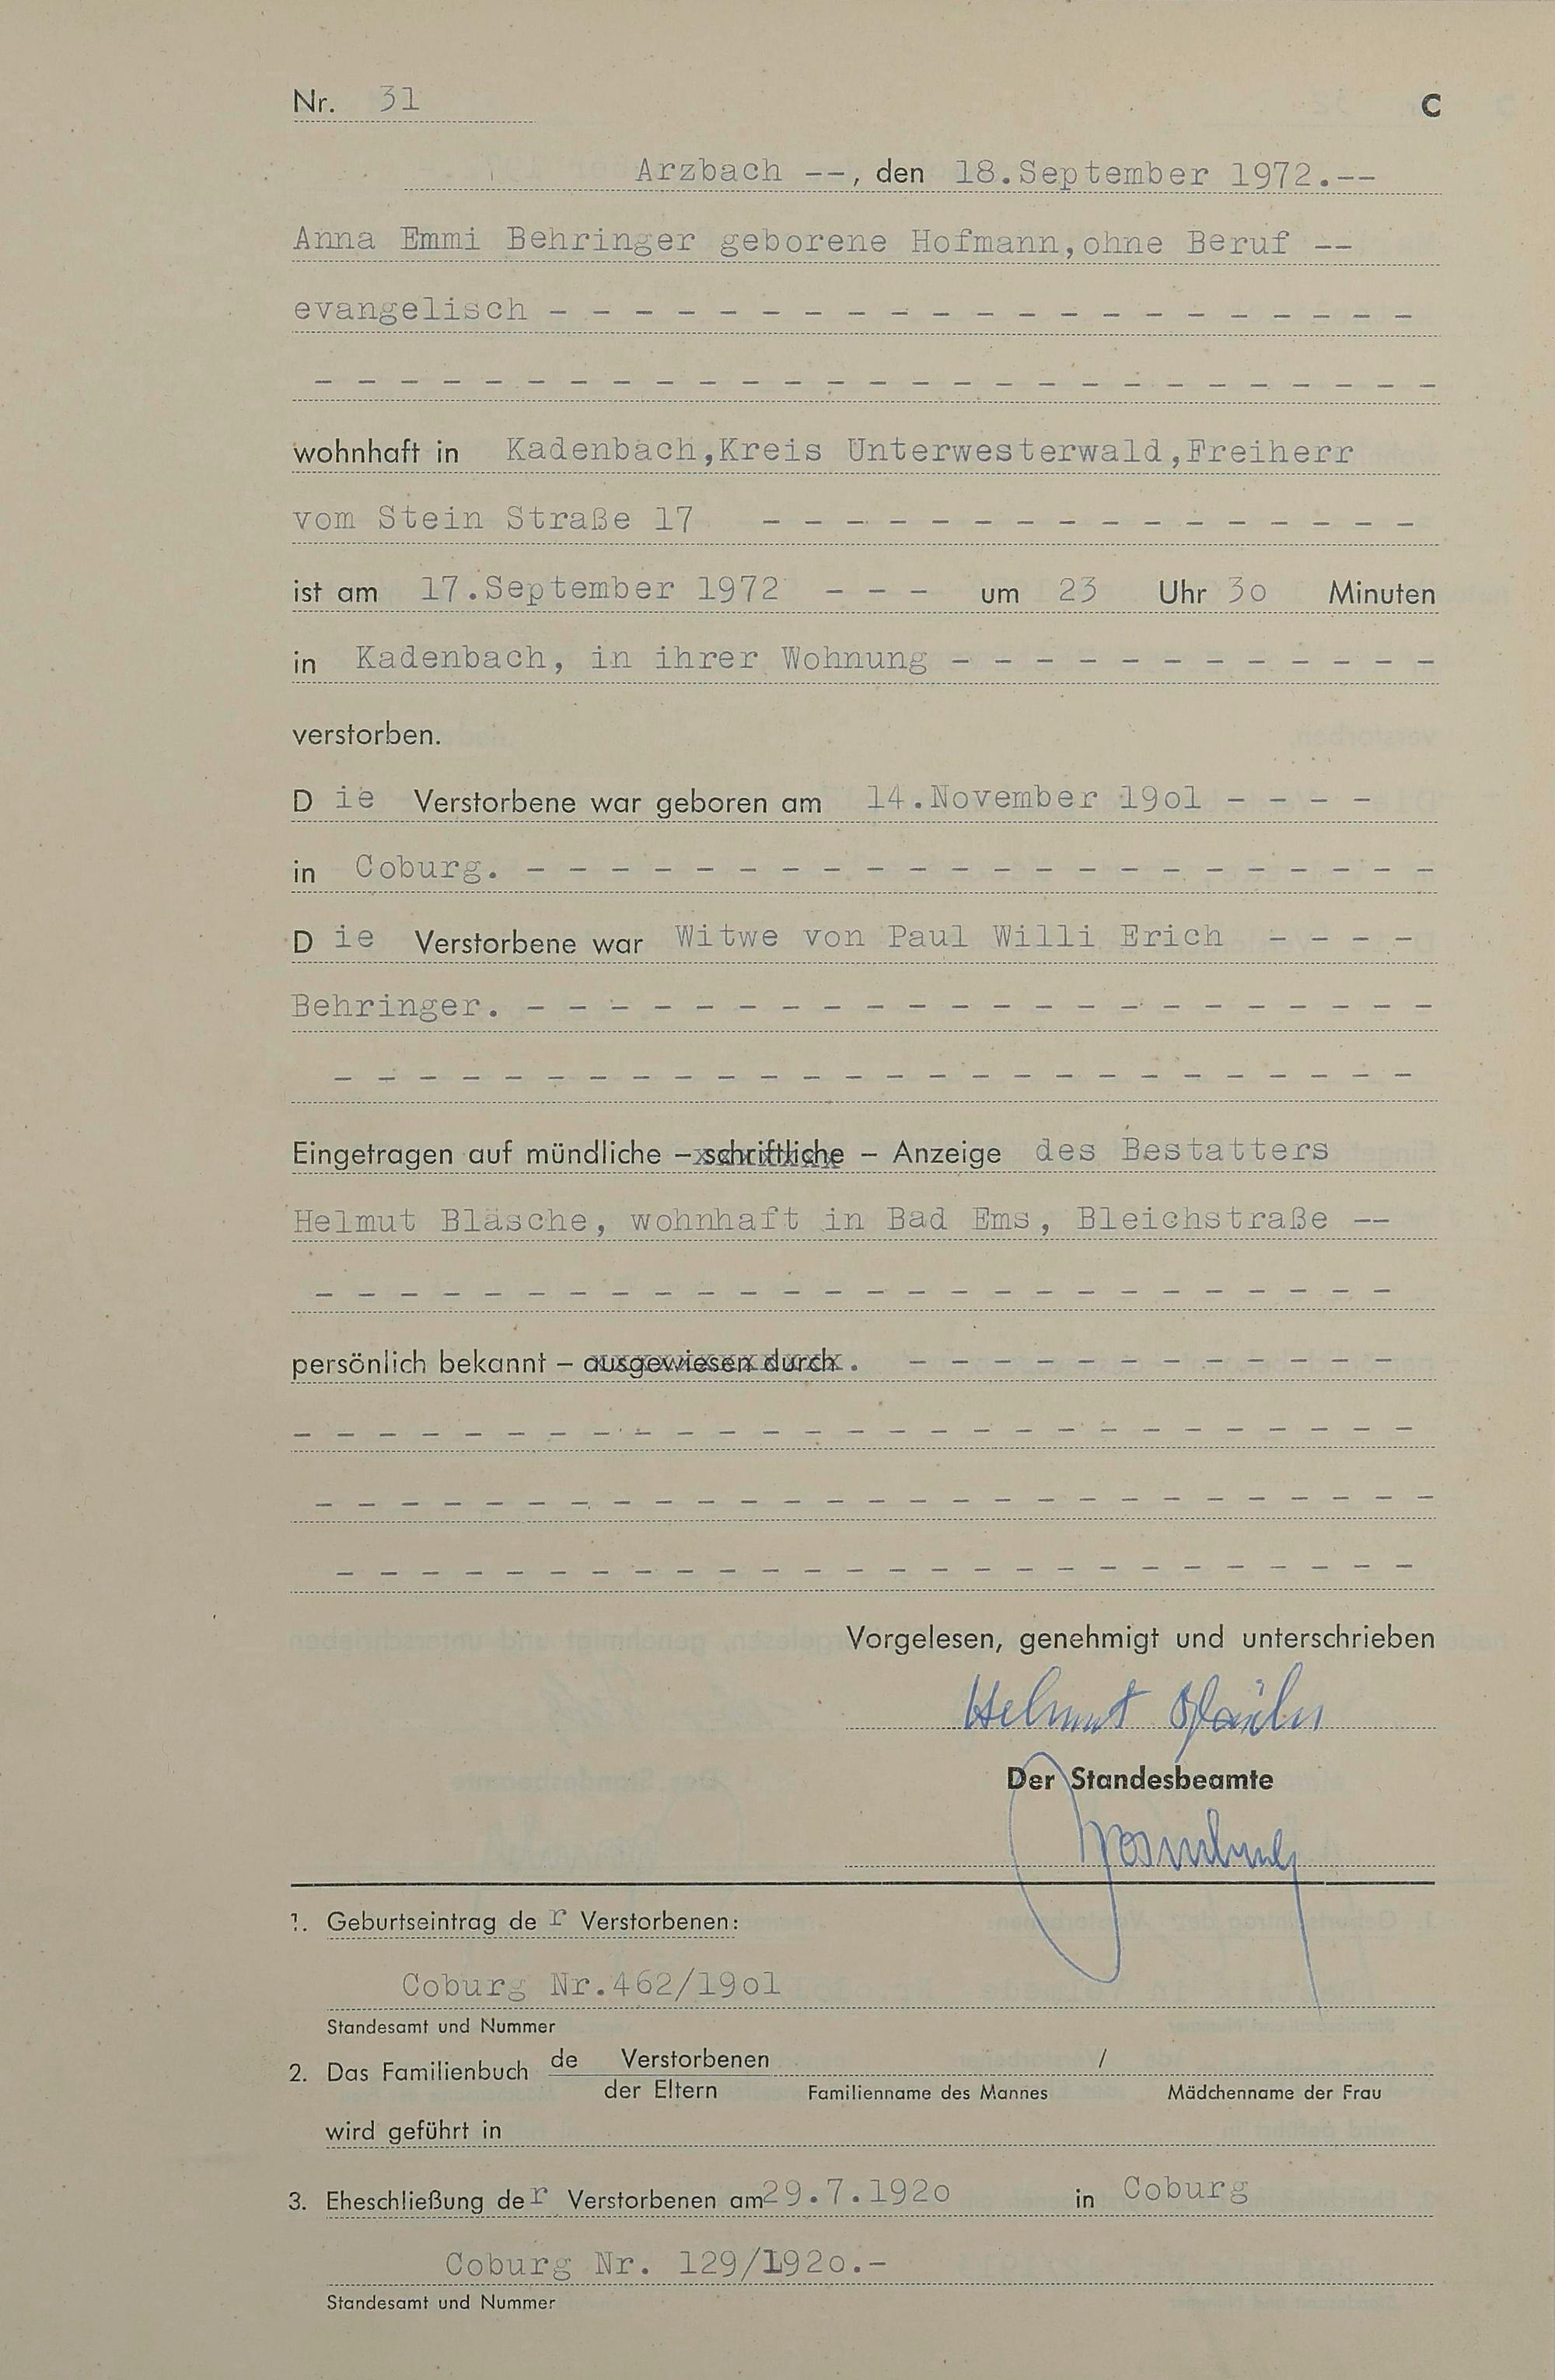 Nr. 31 C
Arzbach --, den 18.September 1972.--
Anna Emmi Behringer geborene Hofmann,ohne Beruf --
evangelisch - - - - - - - - - - - - - - - - - - - - -
- - - - - - - - - - - - - - - - - - - - - - - - - - -
wohnhaft in Kadenbach,Kreis Unterwesterwald,Freiherr
vom Stein Straße 17 - - - - - - - - - - - - - - - -
ist am 17.September 1972 - - - um 23 Uhr 3o Minuten
in Kadenbach, in ihrer Wohnung - - - - - - - - - - - -
verstorben.
D ie Verstorbene war geboren am 14.November 19o1 - - - -
in Coburg. - - - - - - - - - - - - - - - - - - - - - -
D ie Verstorbene war Witwe von Paul Willi Erich - - - -
Behringer. - - - - - - - - - - - - - - - - - - - - - -
- - - - - - - - - - - - - - - - - - - - - - - - - -
Eingetragen auf mündliche – schriftliche – Anzeige des Bestatters
Helmut Bläsche, wohnhaft in Bad Ems, Bleichstraße --
- - - - - - - - - - - - - - - - - - - - - - - - - -
persönlich bekannt – ausgewiesen durch . - - - - - - - - - - - -
- - - - - - - - - - - - - - - - - - - - - - - - - - -
- - - - - - - - - - - - - - - - - - - - - - - - - - -
- - - - - - - - - - - - - - - - - - - - - - - - - -
Vorgelesen, genehmigt und unterschrieben
Helmut Bläsche
Der Standesbeamte
1. Geburtseintrag de r Verstorbenen:
Coburg Nr.462/19o1
Standesamt und Nummer
2. Das Familienbuch de Verstorbenen /
der Eltern Familienname des Mannes Mädchenname der Frau
wird geführt in
3. Eheschließung de r Verstorbenen am 29.7.192o in Coburg
Coburg Nr. 129/192o.-
Standesamt und Nummer